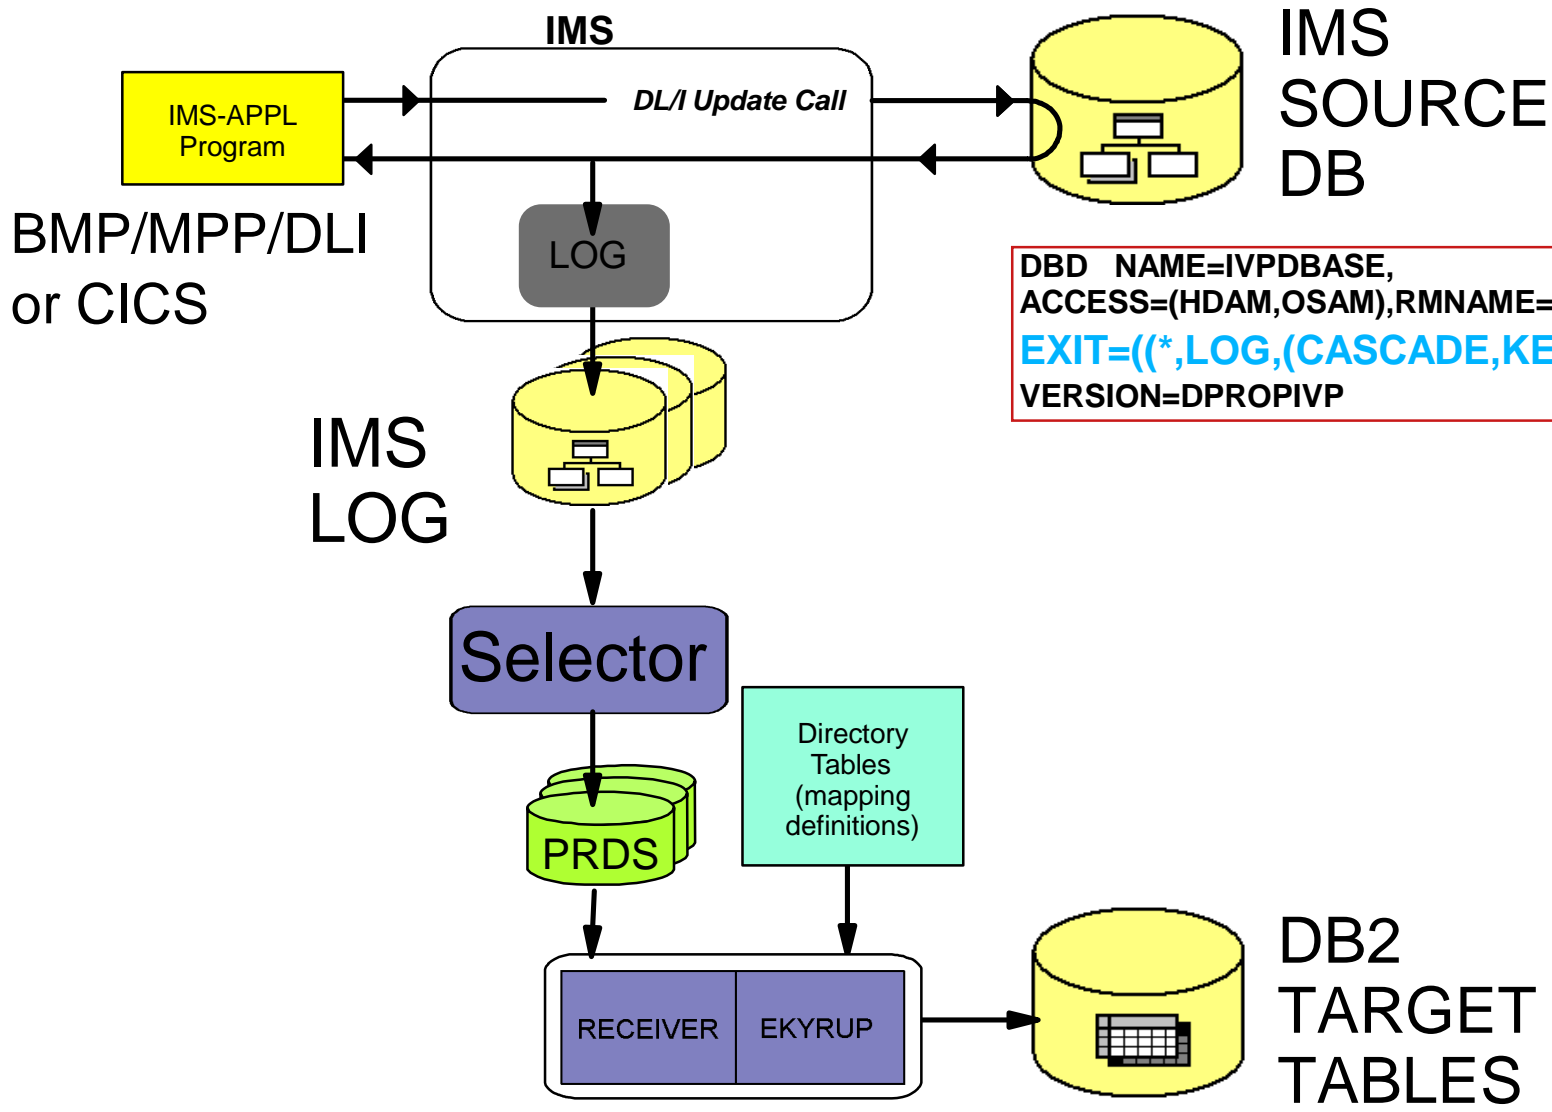 IMS
IMS-APPL
Program
DL/I Update Call
IMS
SOURCE
DB
BMP/MPP/DLI
or CICS
LOG
DBD NAME=IVPDBASE,
ACCESS=(HDAM,OSAM),RMNAME=
EXIT=((*,LOG,(CASCADE,KE
VERSION=DPROPIVP
IMS
LOG
Selector
Directory
Tables
(mapping
definitions)
PRDS
RECEIVER
EKYRUP
DB2
TARGET
TABLES